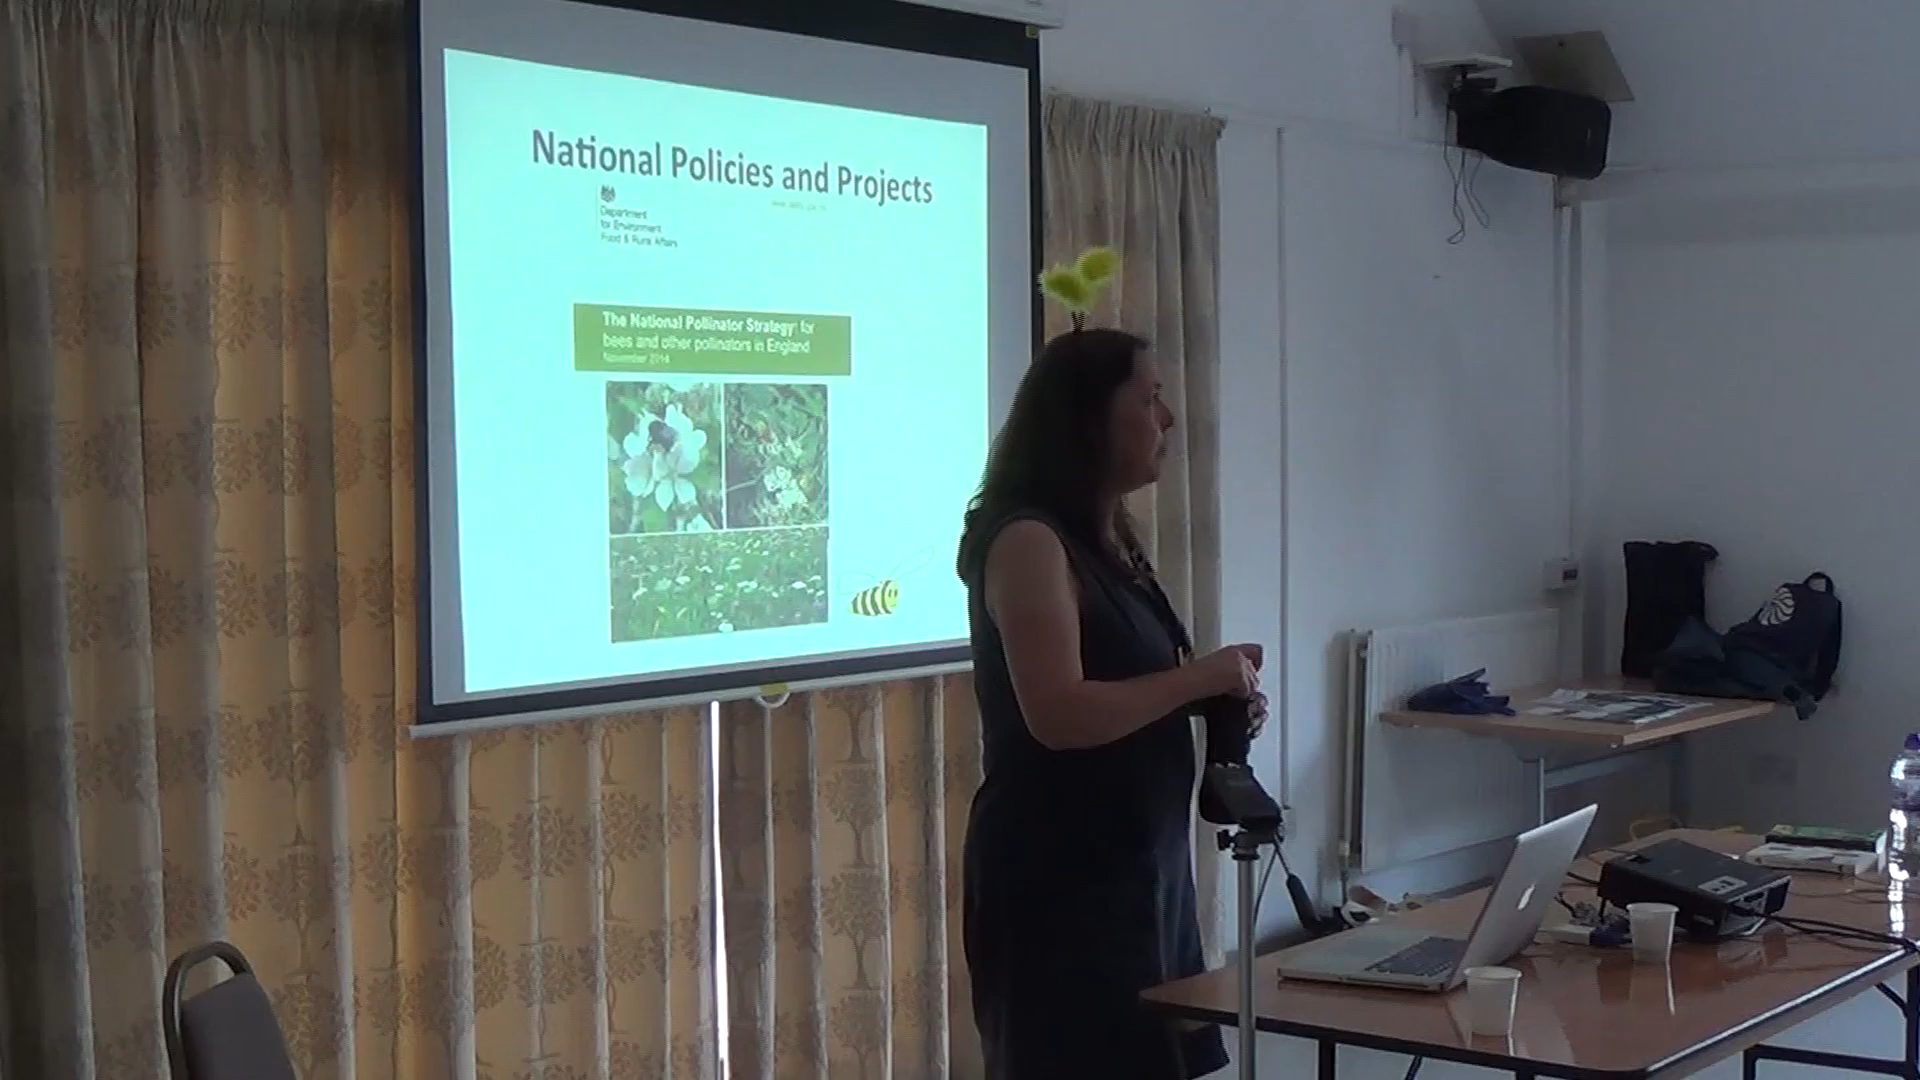 National Policies and Projects
Department
for Environment
Food & Rural Affairs
The National Pollinator Strategy: for
bees and other pollinators in England
November 2014